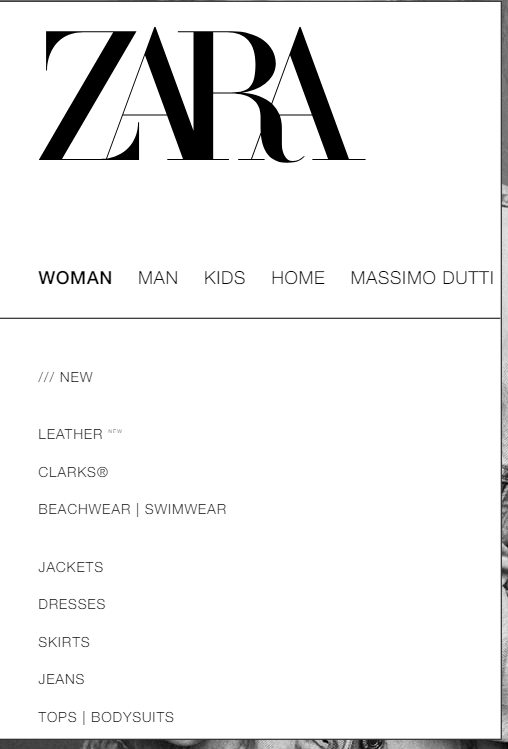 ZARA
WOMAN MAN KIDS HOME MASSIMO DUTTI
/// NEW
LEATHER NEW
CLARKS®
BEACHWEAR | SWIMWEAR
JACKETS
DRESSES
SKIRTS
JEANS
TOPS | BODYSUITS